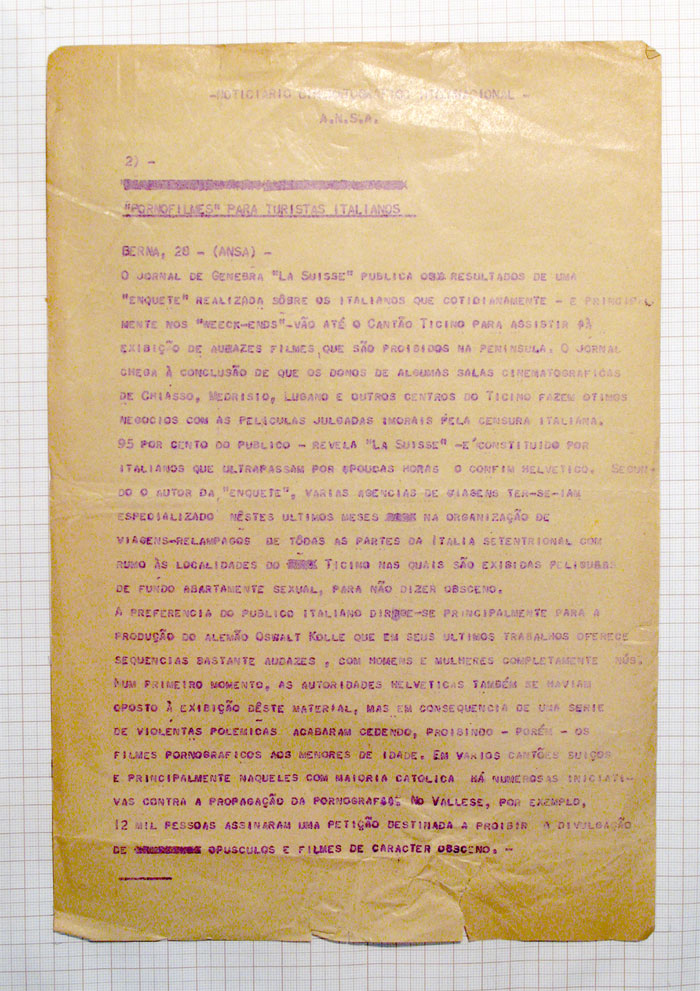 -NOTICIARIO CINEMATOGRAFICO INTERNACIONAL -
A.N.S.A.
2) -
"PORNOFILMES" PARA TURISTAS ITALIANOS
BERNA, 28 - (ANSA) -
O JORNAL DE GENEBRA "LA SUISSE" PUBLICA OS RESULTADOS DE UMA
"ENQUETE" REALIZADA SÔBRE OS ITALIANOS QUE COTIDIANAMENTE - E PRINCIPAL
MENTE NOS "WEECK-ENDS"-VÃO ATÉ O CANTÃO TICINO PARA ASSISTIR À
EXIBIÇÃO DE AUDAZES FILMES QUE SÃO PROIBIDOS NA PENINSULA. O JORNAL
CHEGA À CONCLUSÃO DE QUE OS DONOS DE ALGUMAS SALAS CINEMATOGRAFICAS
DE CHIASSO, MEDRISIO, LUGANO E OUTROS CENTROS DO TICINO FAZEM OTIMOS
NEGOCIOS COM AS PELICULAS JULGADAS IMORAIS PELA CENSURA ITALIANA.
95 POR CENTO DO PUBLICO - REVELA "LA SUISSE" -E CONSTITUIDO POR
ITALIANOS QUE ULTRAPASSAM POR POUCAS HORAS O CONFIM HELVETICO. SEGUN-
DO O AUTOR DA "ENQUETE", VARIAS AGENCIAS DE VIAGENS TER-SE-IAM
ESPECIALIZADO NÊSTES ULTIMOS MESES NA ORGANIZAÇÃO DE
VIAGENS-RELAMPAGOS DE TÔDAS AS PARTES DA ITALIA SETENTRIONAL COM
RUMO ÀS LOCALIDADES DO TICINO NAS QUAIS SÃO EXIBIDAS PELICULAS
DE FUNDO ABARTAMENTE SEXUAL, PARA NÃO DIZER OBSCENO.
A PREFERENCIA DO PUBLICO ITALIANO DIRIGE-SE PRINCIPALMENTE PARA A
PRODUÇÃO DO ALEMÃO OSWALT KOLLE QUE EM SEUS ULTIMOS TRABALHOS OFERECE
SEQUENCIAS BASTANTE AUDAZES , COM HOMENS E MULHERES COMPLETAMENTE NÚS.
NUM PRIMEIRO MOMENTO, AS AUTORIDADES HELVETICAS TAMBÉM SE HAVIAM
OPOSTO À EXIBIÇÃO DÊSTE MATERIAL, MAS EM CONSEQUENCIA DE UMA SERIE
DE VIOLENTAS POLEMICAS ACABARAM CEDENDO, PROIBINDO - PORÉM - OS
FILMES PORNOGRAFICOS AOS MENORES DE IDADE. EM VARIOS CANTÕES SUIÇOS
E PRINCIPALMENTE NAQUELES COM MAIORIA CATOLICA HÁ NUMEROSAS INICIATI-
VAS CONTRA A PROPAGAÇÃO DA PORNOGRAFIA. NO VALLESE, POR EXEMPLO,
12 MIL PESSOAS ASSINARAM UMA PETIÇÃO DESTINADA A PROIBIR A DIVULGAÇÃO
DE OPUSCULOS E FILMES DE CARACTER OBSCENO. -